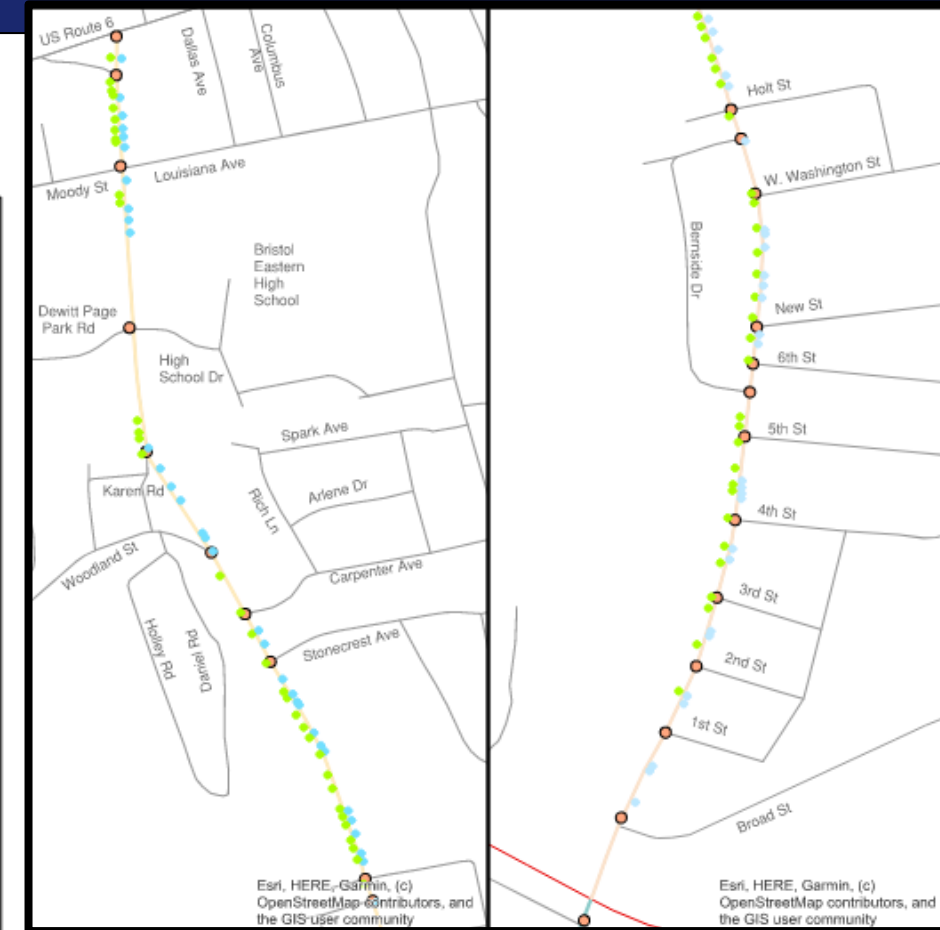 US Route 6
Dallas Ave
Columbus
Ave
Moody St
Louisiana Ave
Bristol
Eastern
High
School
Dewitt Page
Park Rd
High
School Dr
Spark Ave
Karen Rd
Rich Ln
Arlene Dr
Woodland St
Carpenter Ave
Holley Rd
Daniel Rd
Stonecrest Ave
Esri, HERE, Garmin, (c)
OpenStreetMap contributors, and
the GIS user community
Holt St
W. Washington St
Bernside Dr
New St
6th St
5th St
4th St
3rd St
2nd St
1st St
Broad St
Esri, HERE, Garmin, (c)
OpenStreetMap contributors, and
the GIS user community